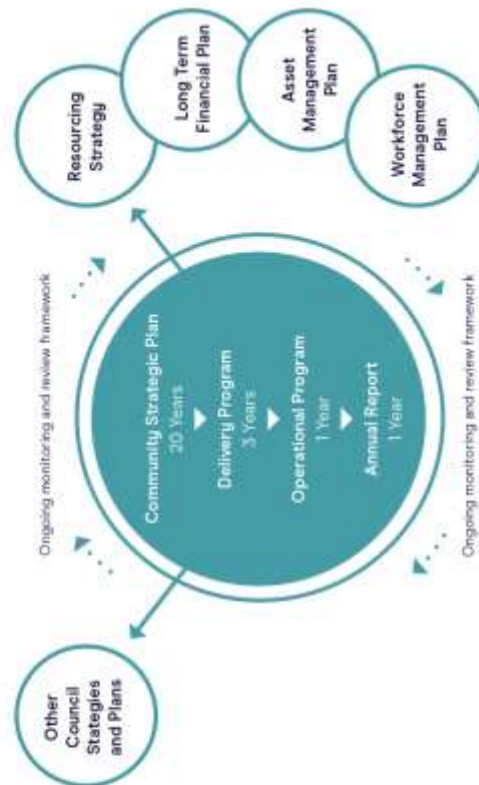 Ongoing monitoring and review framework
Other
Council
Stategies
and Plans
Community Strategic Plan
20 Years
Delivery Program
3 Years
Operational Program
1 Year
Annual Report
1 Year
Resourcing
Strategy
Long Term
Financial Plan
Asset
Management
Plan
Workforce
Management
Plan
Ongoing monitoring and review framework